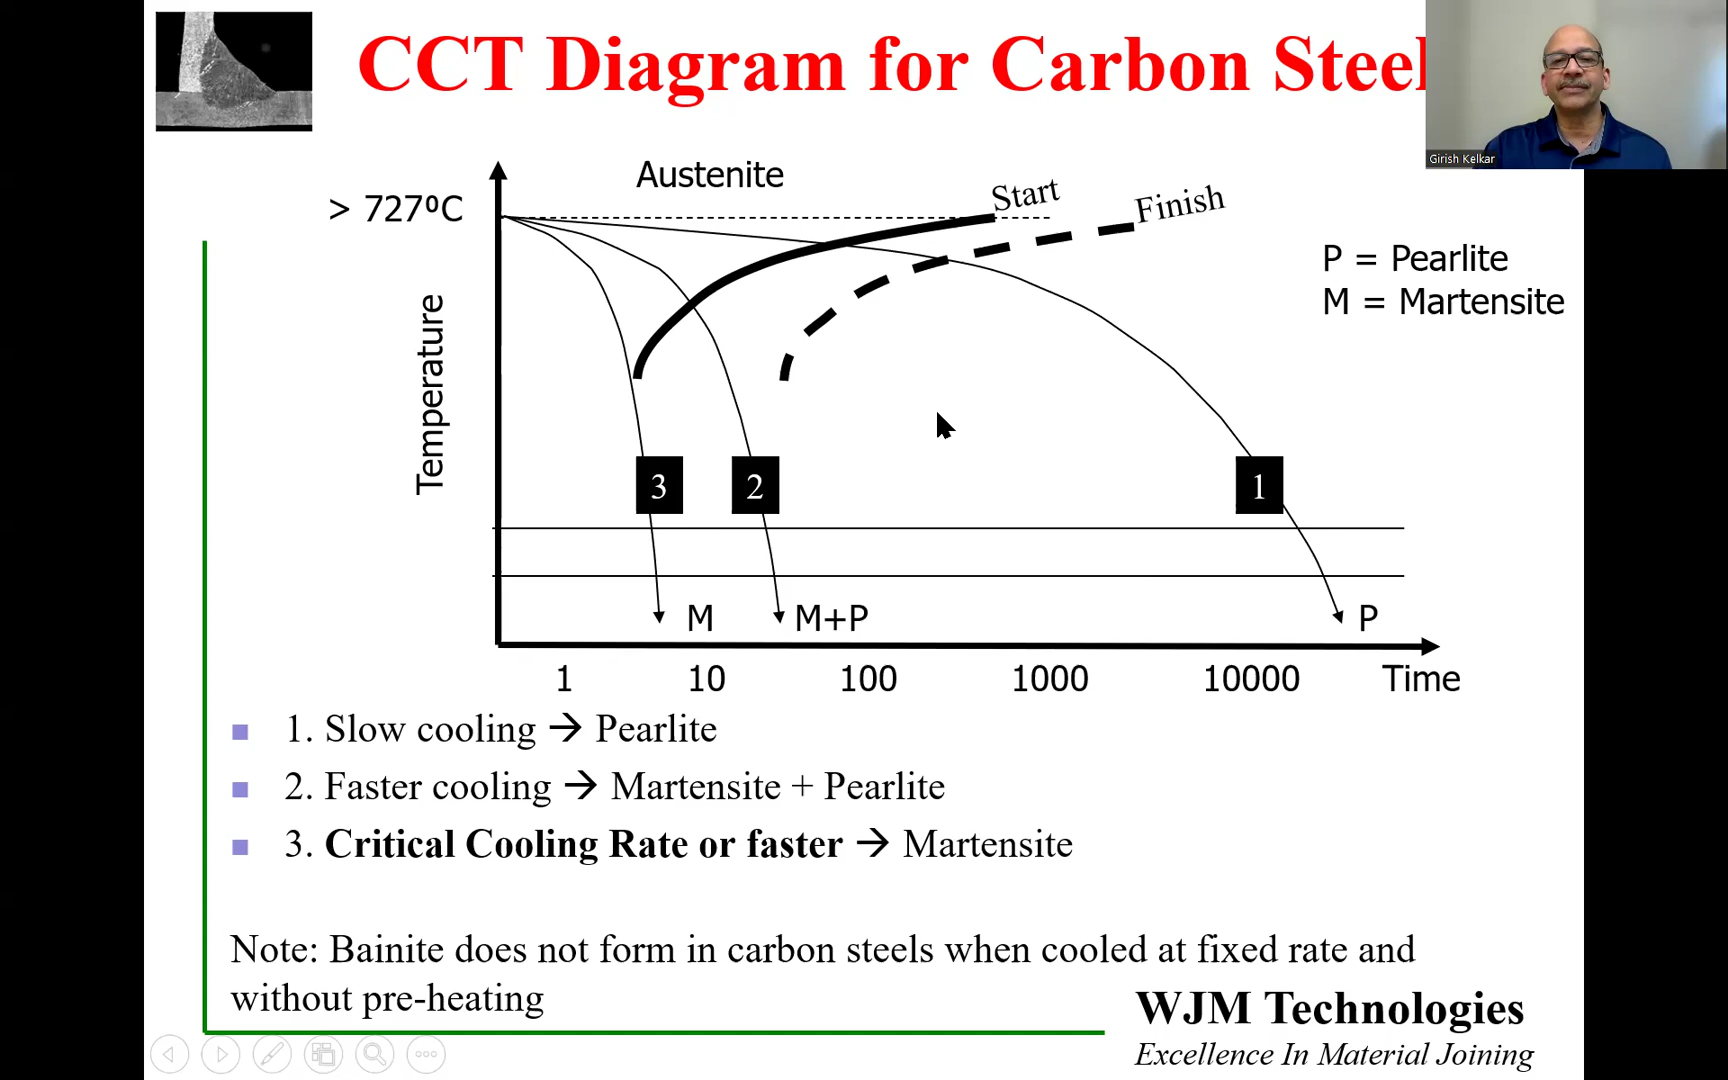 CCT Diagram for Carbon Steel
Girish Kelkar
Austenite
Start
Finish
> 727ºC
P = Pearlite
M = Martensite
Temperature
3
2
1
M
M+P
P
1 10 100 1000 10000 Time
1. Slow cooling → Pearlite
2. Faster cooling → Martensite + Pearlite
3. Critical Cooling Rate or faster → Martensite
Note: Bainite does not form in carbon steels when cooled at fixed rate and
without pre-heating
WJM Technologies
Excellence In Material Joining